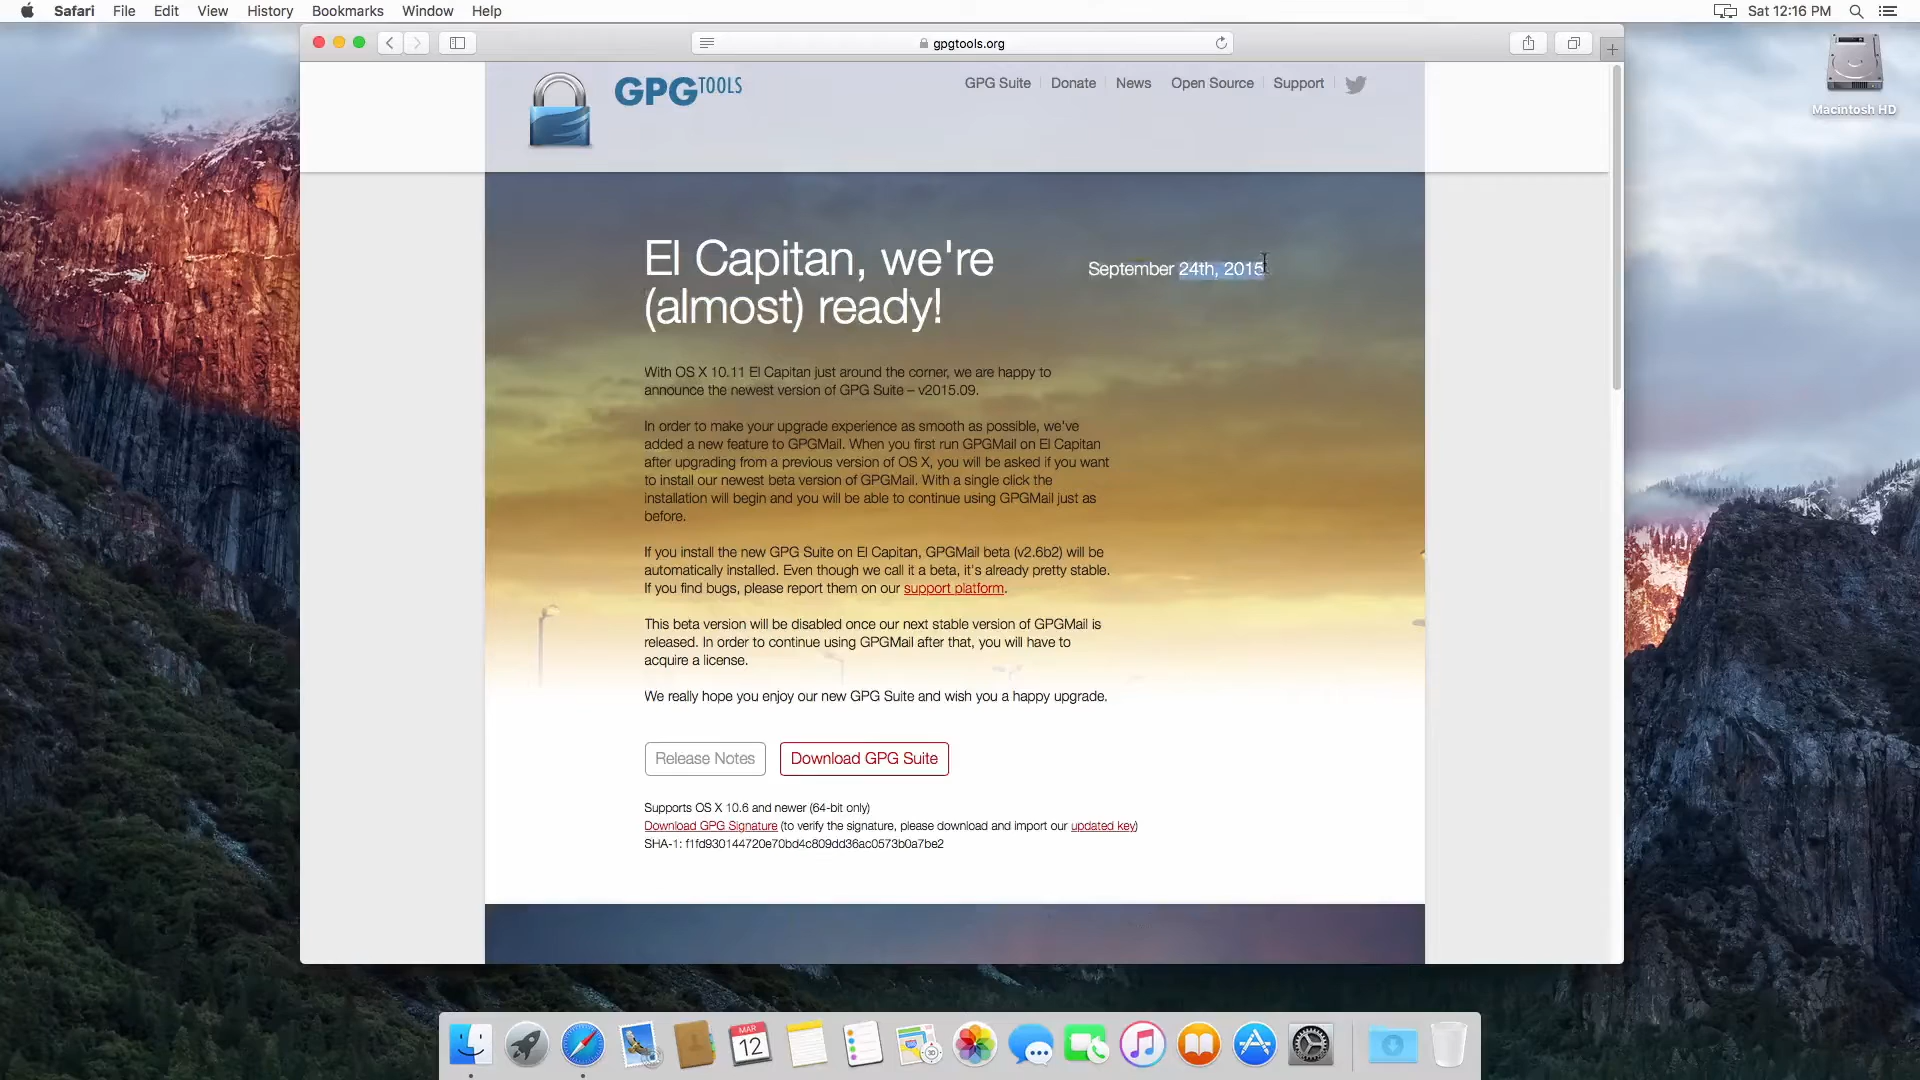 Safari File Edit View History Bookmarks Window Help
Sat 12:16 PM
gpgtools.org
Macintosh HD
GPGTOOLS
GPG Suite Donate News Open Source Support
El Capitan, we're
(almost) ready!
September 24th, 2015
With OS X 10.11 El Capitan just around the corner, we are happy to
announce the newest version of GPG Suite – v2015.09.
In order to make your upgrade experience as smooth as possible, we've
added a new feature to GPGMail. When you first run GPGMail on El Capitan
after upgrading from a previous version of OS X, you will be asked if you want
to install our newest beta version of GPGMail. With a single click the
installation will begin and you will be able to continue using GPGMail just as
before.
If you install the new GPG Suite on El Capitan, GPGMail beta (v2.6b2) will be
automatically installed. Even though we call it a beta, it's already pretty stable.
If you find bugs, please report them on our support platform.
This beta version will be disabled once our next stable version of GPGMail is
released. In order to continue using GPGMail after that, you will have to
acquire a license.
We really hope you enjoy our new GPG Suite and wish you a happy upgrade.
Release Notes Download GPG Suite
Supports OS X 10.6 and newer (64-bit only)
Download GPG Signature (to verify the signature, please download and import our updated key)
SHA-1: f1fd930144720e70bd4c809dd36ac0573b0a7be2
MAR
12